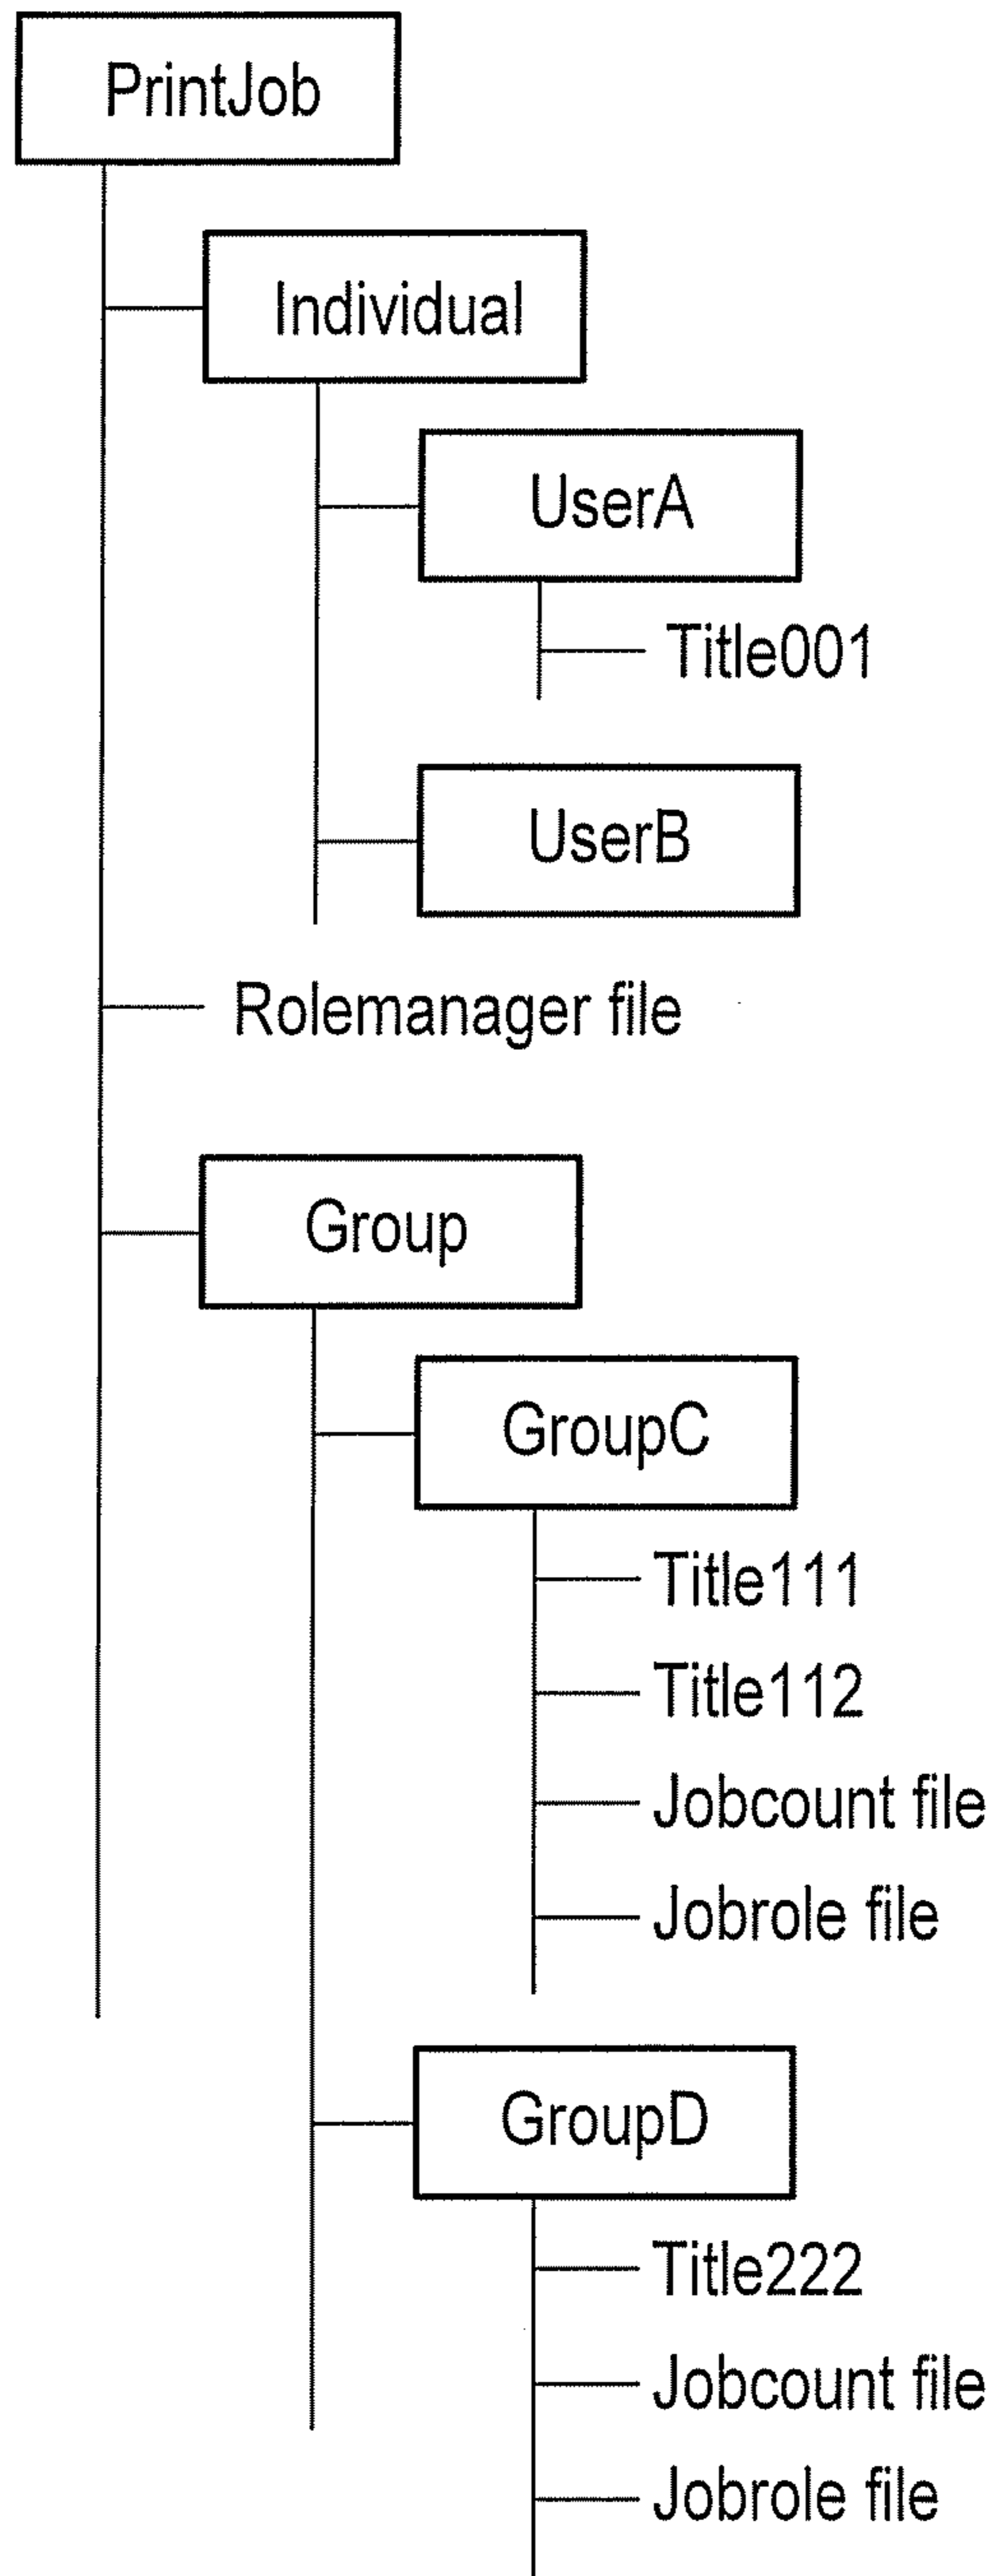 PrintJob
Individual
UserA
Title001
UserB
Rolemanager file
Group
GroupC
Title111
Title112
Jobcount file
Jobrole file
GroupD
Title222
Jobcount file
Jobrole file